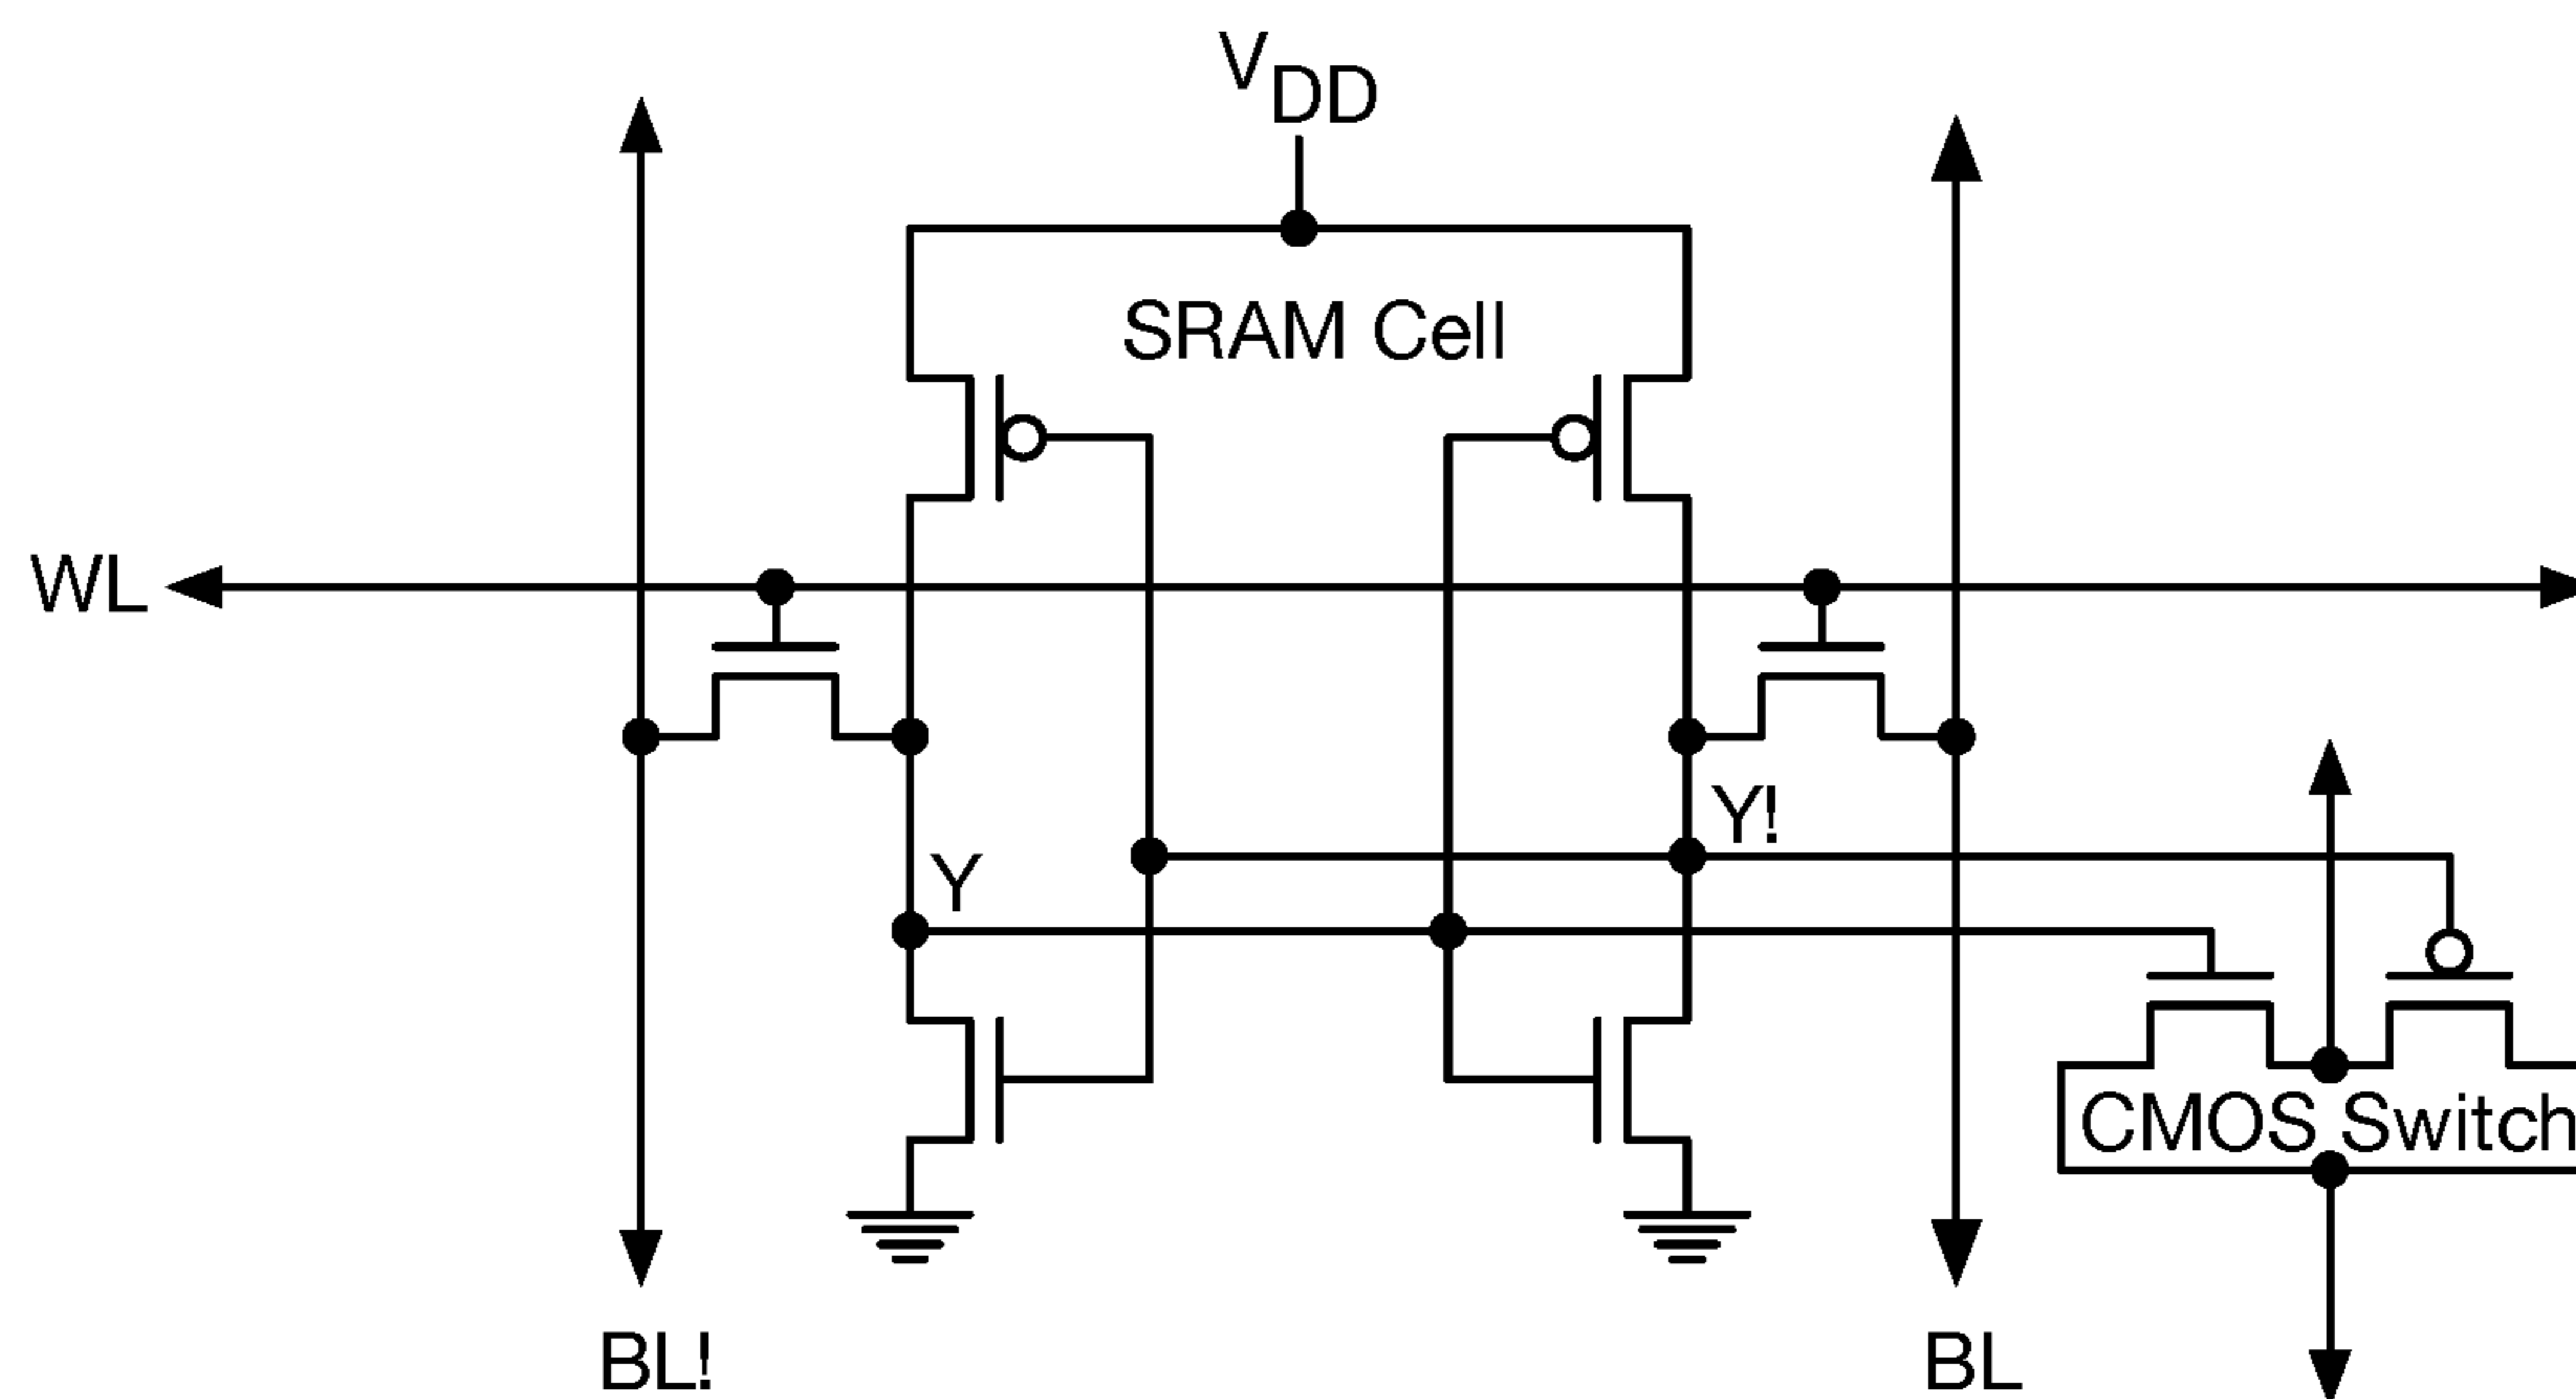 VDD
SRAM Cell
WL
Y!
Y
CMOS Switch
BL!
BL